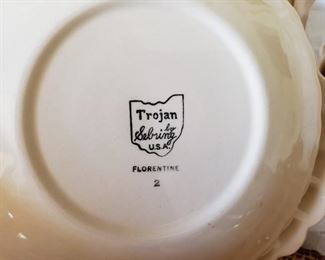 Trojan
by
Sebring
U.S.A.
FLORENTINE
2